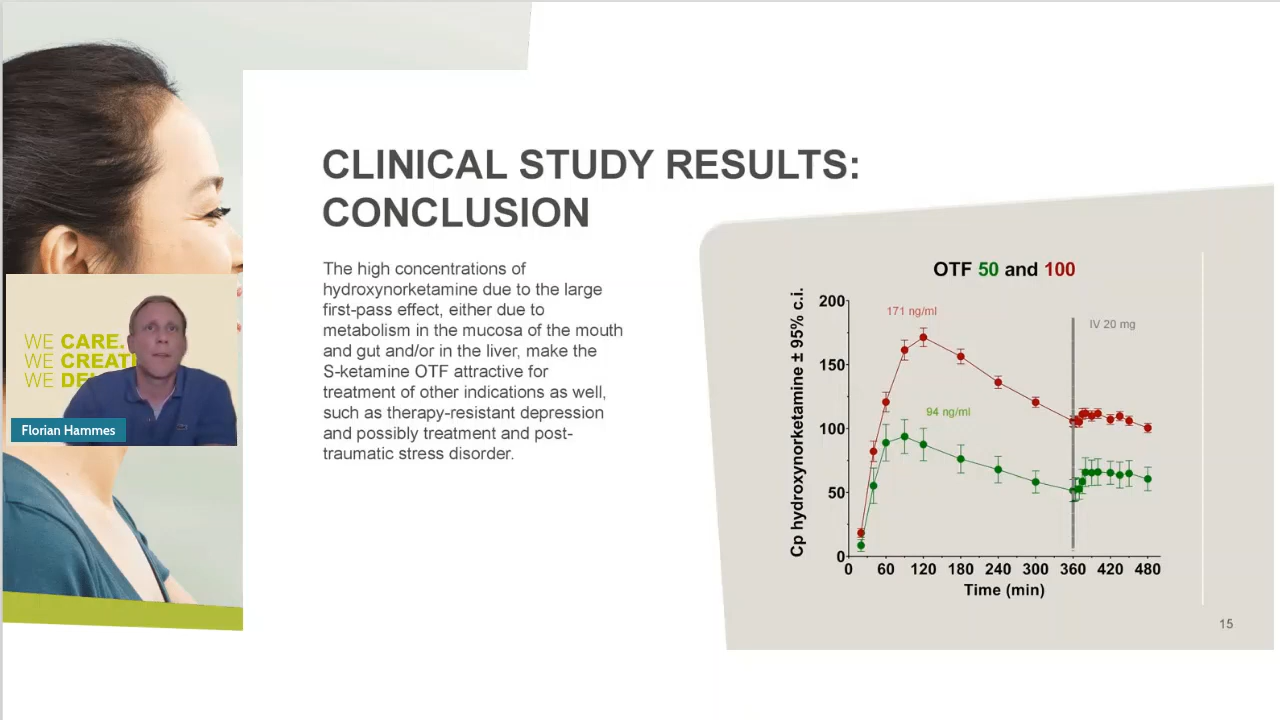 CLINICAL STUDY RESULTS:
CONCLUSION
The high concentrations of
hydroxynorketamine due to the large
first-pass effect, either due to
metabolism in the mucosa of the mouth
and gut and/or in the liver, make the
S-ketamine OTF attractive for
treatment of other indications as well,
such as therapy-resistant depression
and possibly treatment and post-
traumatic stress disorder.
WE CARE.
WE CREAT
WE DE
Florian Hammes
OTF 50 and 100
Cp hydroxynorketamine ± 95% c.i.
200
150
100
50
0
171 ng/ml
94 ng/ml
IV 20 mg
0 60 120 180 240 300 360 420 480
Time (min)
15